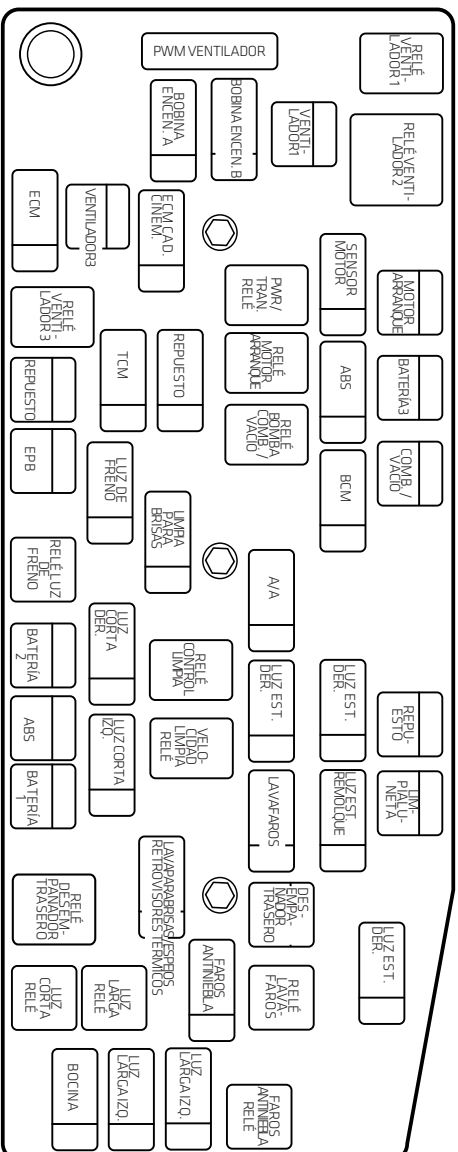 PWM VENTILADOR
RELÉ
VENTI-
LADOR 1
BOBINA
ENCEN. A
BOBINA ENCEN. B
VENTI-
LADOR1
RELÉ VENTI-
LADOR 2
ECM
VENTILADOR3
ECM CAD.
CINEM.
SENSOR
MOTOR
MOTOR
ARRANQUE
PWR/
TRAN.
RELÉ
RELÉ
VENTI-
LADOR 3
TCM
REPUESTO
RELÉ
MOTOR
ARRANQUE
ABS
BATERÍA3
REPUESTO
RELÉ
BOMBA
COMB. /
VACÍO
EPB
LUZ DE
FRENO
BCM
COMB. /
VACÍO
LIMPIA
PARA
BRISAS
RELÉ LUZ
DE
FRENO
A/A
LUZ
CORTA
DER.
BATERÍA
2
RELÉ
CONTROL
LIMPIA
LUZ EST.
DER.
LUZ EST.
DER.
REPU-
ESTO
ABS
LUZ CORTA
IZQ.
VELO-
CIDAD
LIMPIA
RELÉ
BATERÍA
1
LAVAFAROS
LUZ EST.
REMOLQUE
LIM-
PIALU-
NETA
LAVAPARABRISAS/ESPEJOS
RETROVISORES TÉRMICOS
RELÉ
DESEM-
PANADOR
TRASERO
DES-
EMPA-
NADOR
TRASERO
LUZ EST.
DER.
FAROS
ANTINIEBLA
LUZ
CORTA
RELÉ
LUZ
LARGA
RELÉ
RELÉ
LAVA-
FAROS
BOCINA
LUZ
LARGA IZQ.
LUZ
LARGA IZQ.
FAROS
ANTINIEBLA
RELÉ